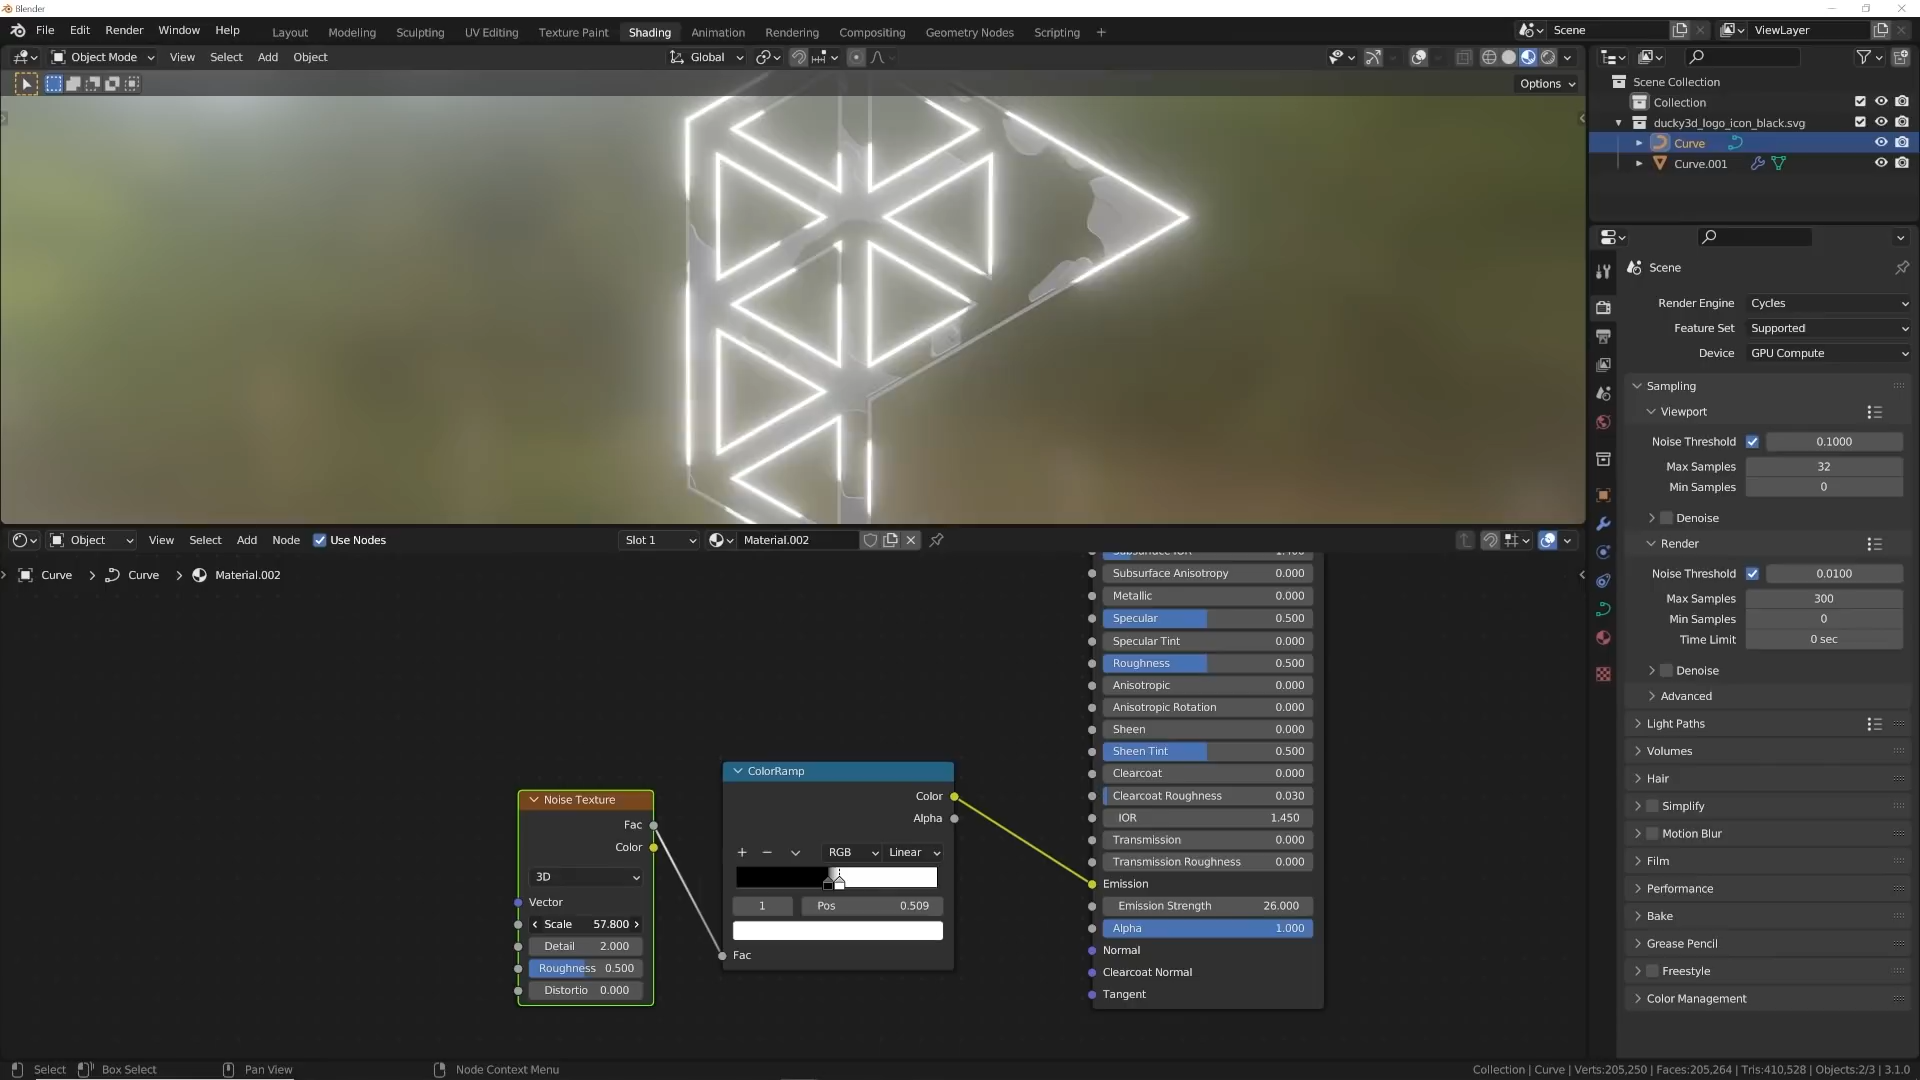 Blender
File Edit Render Window Help Layout Modeling Sculpting UV Editing Texture Paint Shading Animation Rendering Compositing Geometry Nodes Scripting + Scene ViewLayer
Object Mode View Select Add Object Global
Options
Scene Collection
Collection
ducky3d_logo_icon_black.svg
Curve
Curve.001
Scene
Render Engine Cycles
Feature Set Supported
Device GPU Compute
Sampling
Viewport
Noise Threshold 0.1000
Max Samples 32
Min Samples 0
Denoise
Render
Noise Threshold 0.0100
Max Samples 300
Min Samples 0
Time Limit 0 sec
Denoise
Advanced
Light Paths
Volumes
Hair
Simplify
Motion Blur
Film
Performance
Bake
Grease Pencil
Freestyle
Color Management
Object View Select Add Node Use Nodes Slot 1 Material.002
Curve Curve Material.002
Subsurface IOR 1.400
Subsurface Anisotropy 0.000
Metallic 0.000
Specular 0.500
Specular Tint 0.000
Roughness 0.500
Anisotropic 0.000
Anisotropic Rotation 0.000
Sheen 0.000
Sheen Tint 0.500
Clearcoat 0.000
Clearcoat Roughness 0.030
IOR 1.450
Transmission 0.000
Transmission Roughness 0.000
Emission
Emission Strength 26.000
Alpha 1.000
Normal
Clearcoat Normal
Tangent
ColorRamp
Color
Alpha
+ − RGB Linear
1 Pos 0.509
Fac
Noise Texture
Fac
Color
3D
Vector
Scale 57.800
Detail 2.000
Roughness 0.500
Distortio 0.000
Select Box Select Pan View Node Context Menu Collection | Curve | Verts:205,250 | Faces:205,264 | Tris:410,528 | Objects:2/3 | 3.1.0